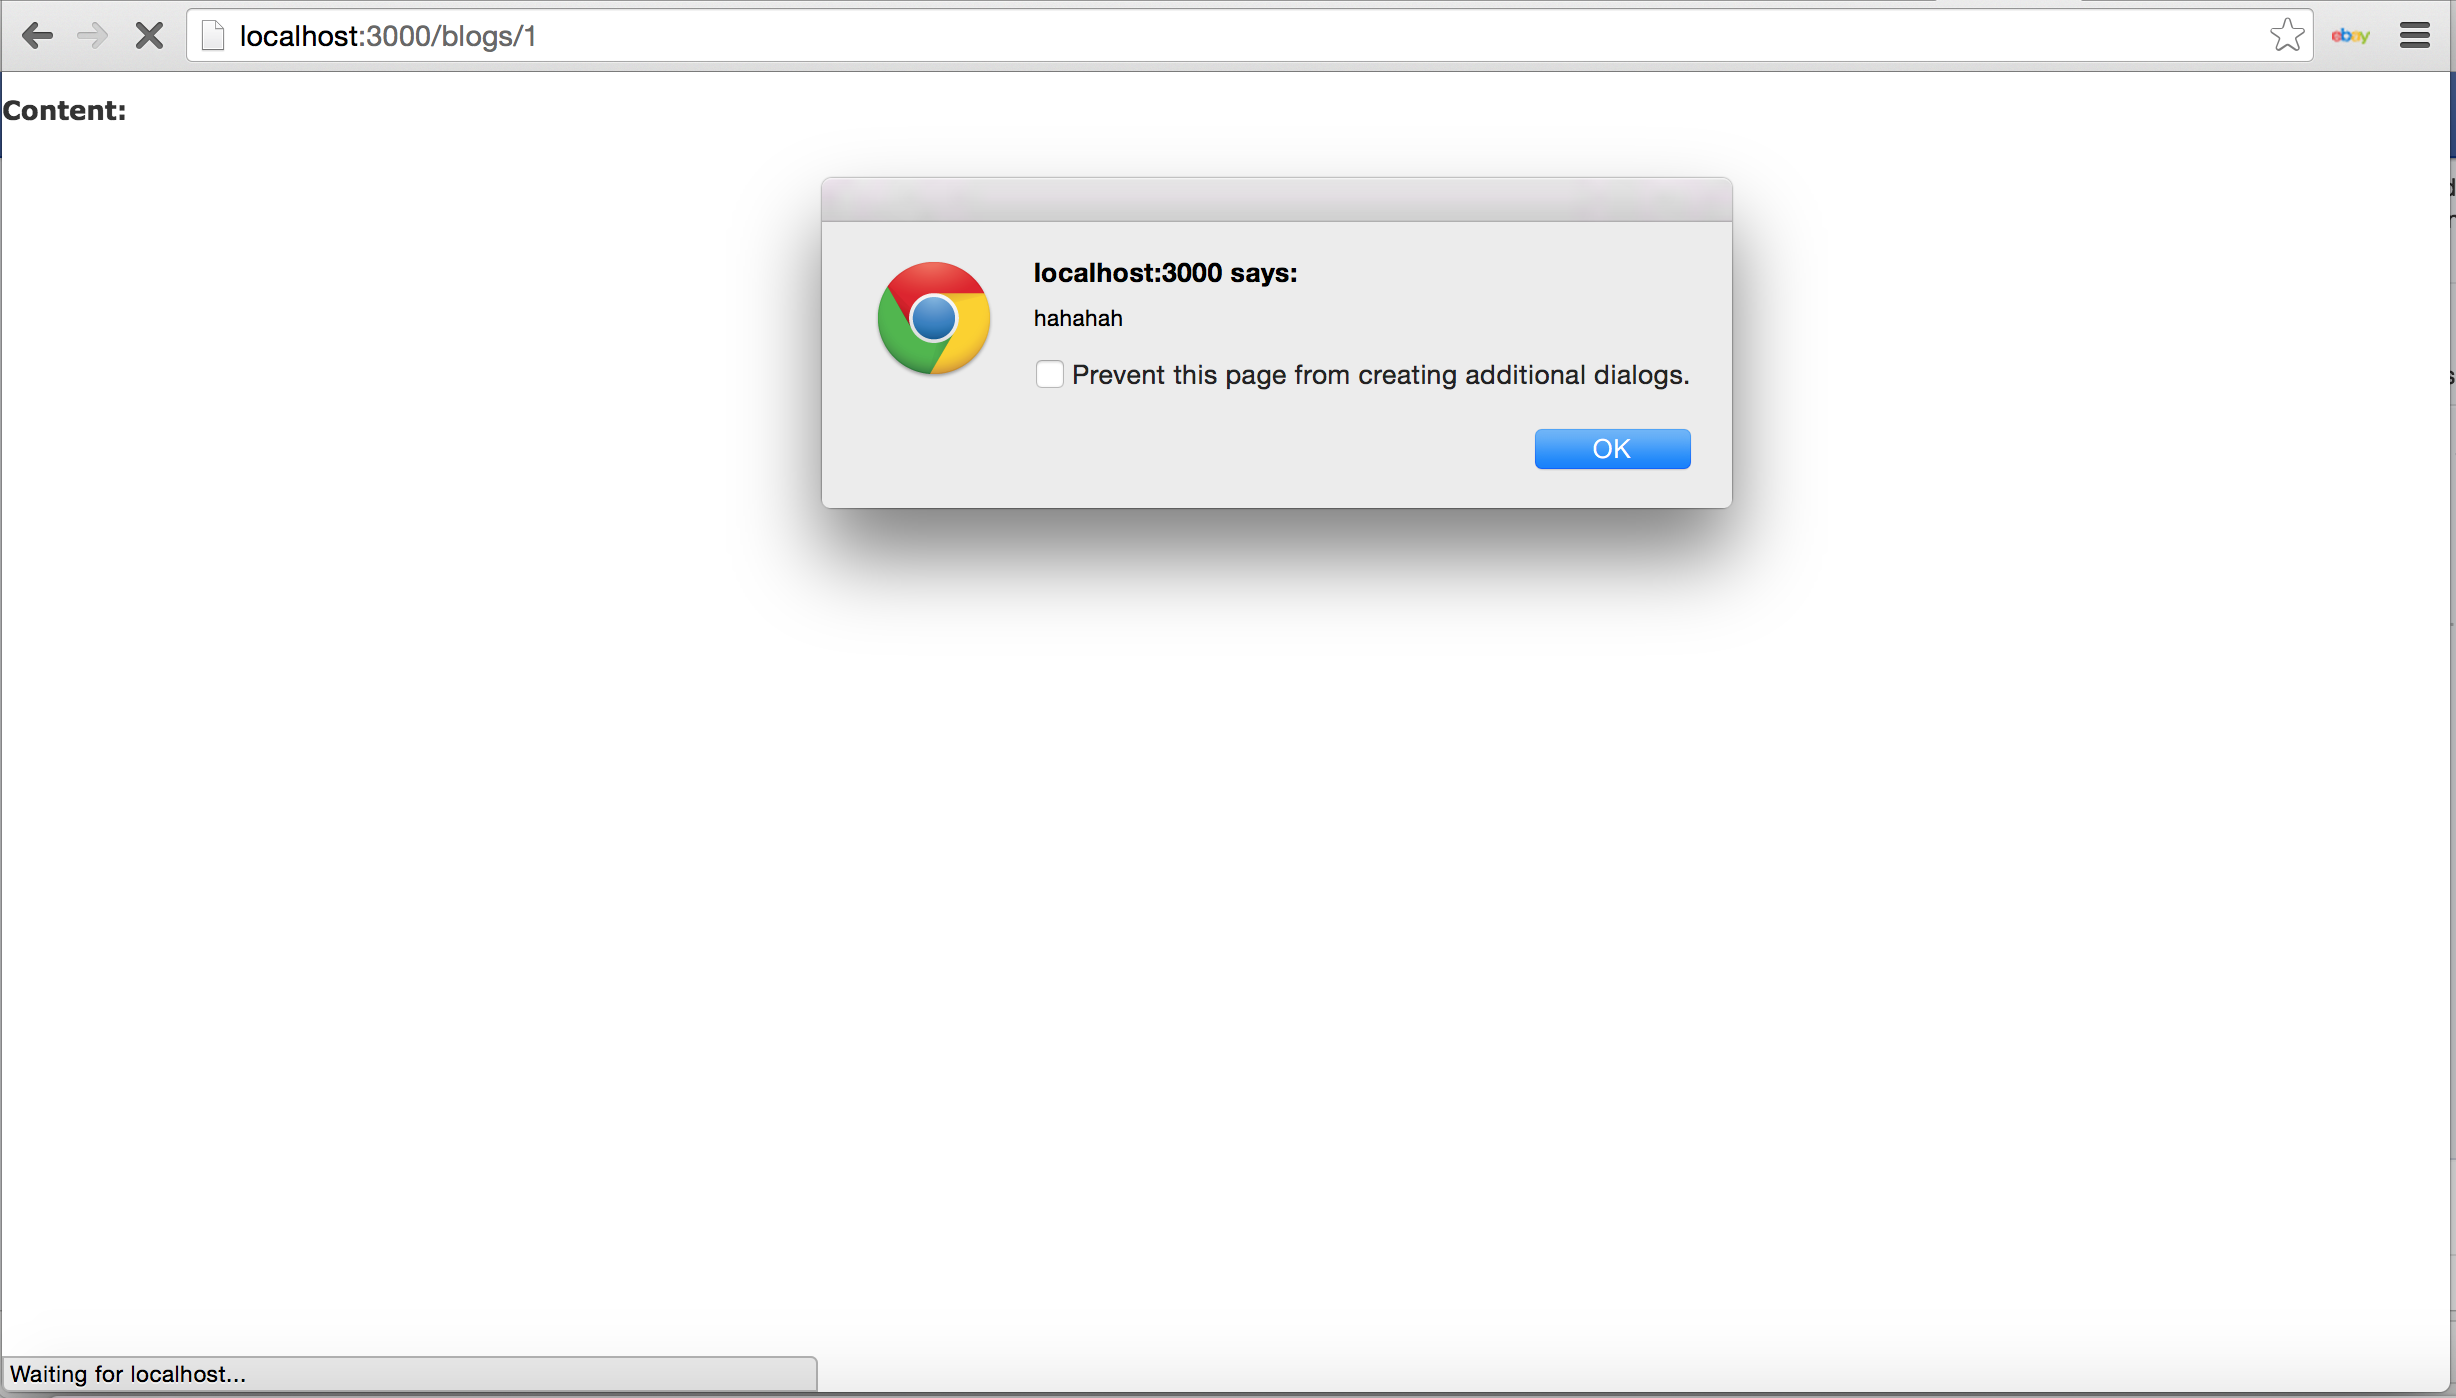 localhost:3000/blogs/1
ebay
Content:
localhost:3000 says:
hahahah
Prevent this page from creating additional dialogs.
OK
Waiting for localhost...